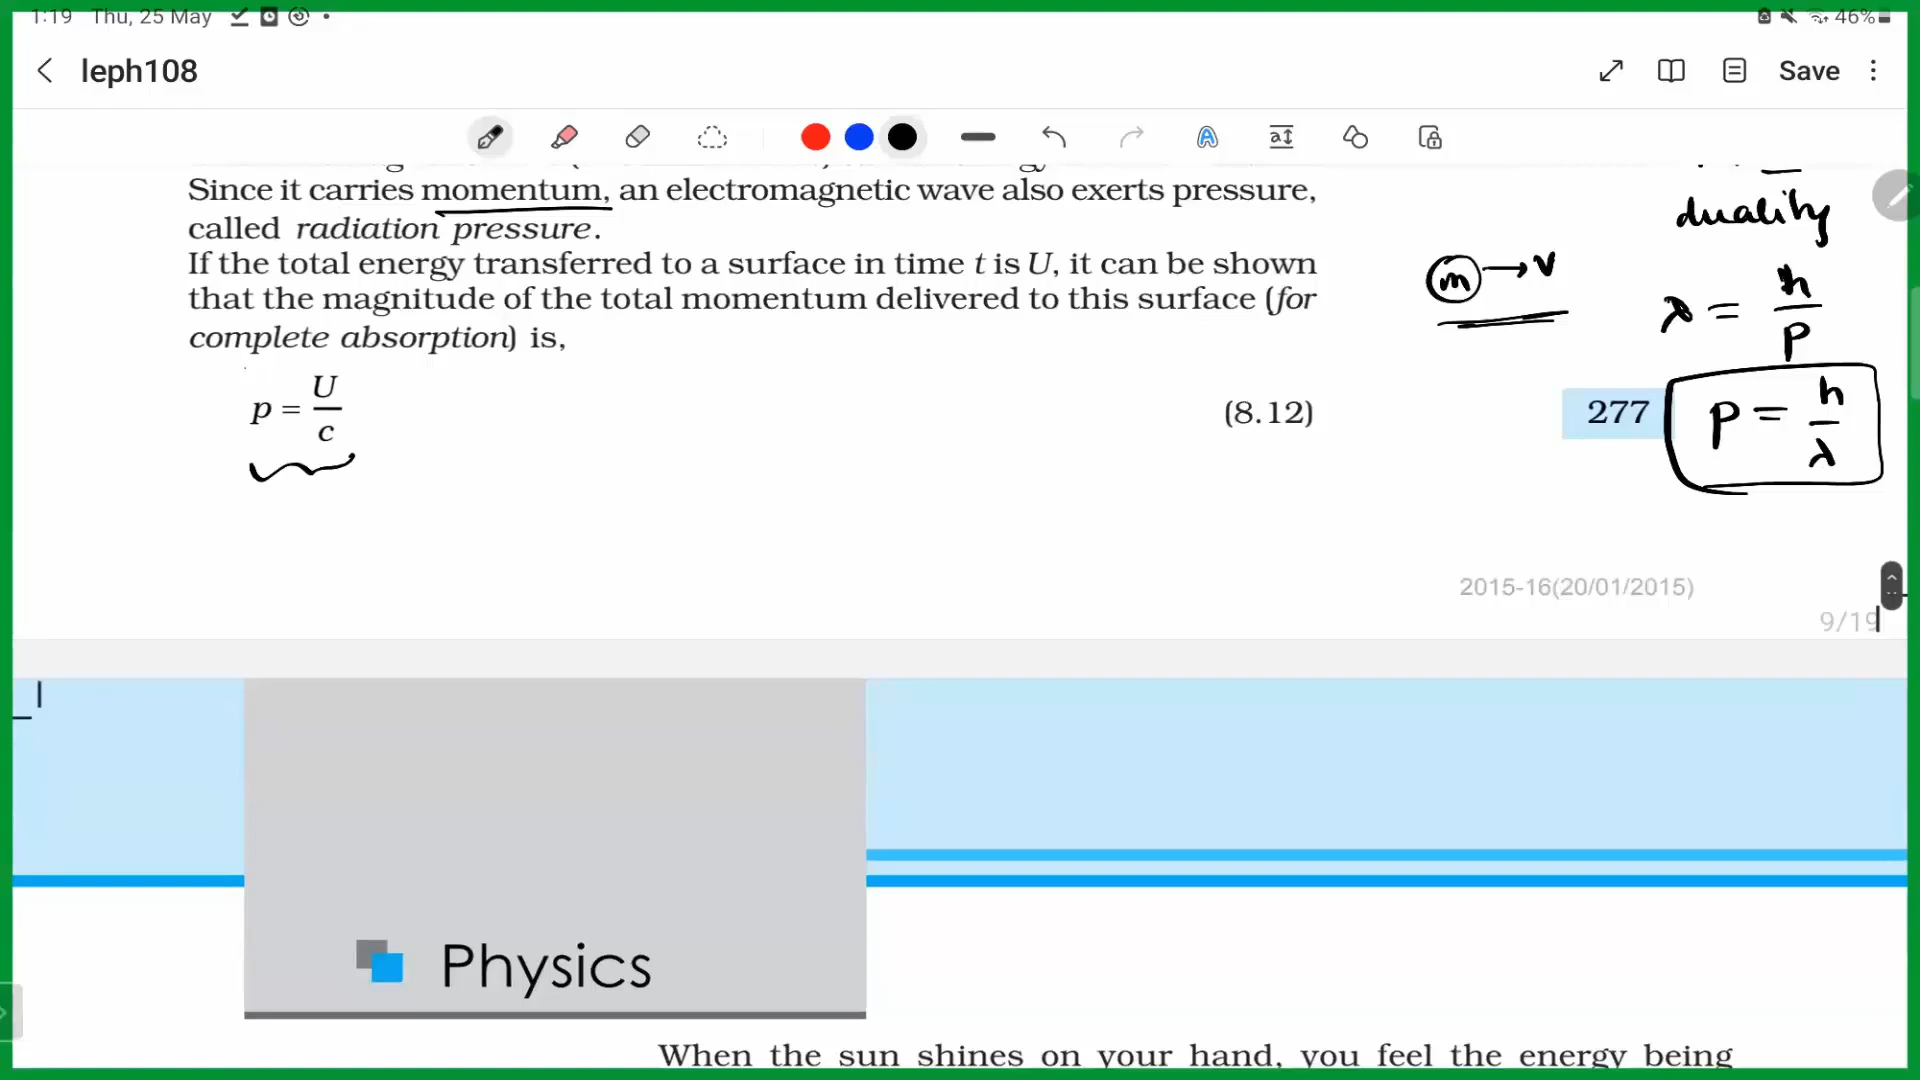 1:19 Thu, 25 May
46%
leph108
Save
Since it carries momentum, an electromagnetic wave also exerts pressure,
called radiation pressure.
If the total energy transferred to a surface in time t is U, it can be shown
that the magnitude of the total momentum delivered to this surface (for
complete absorption) is,
p = U/c
(8.12)
277
duality
m → v
λ = h/p
p = h/λ
2015-16(20/01/2015)
9/19
Physics
When the sun shines on your hand, you feel the energy being